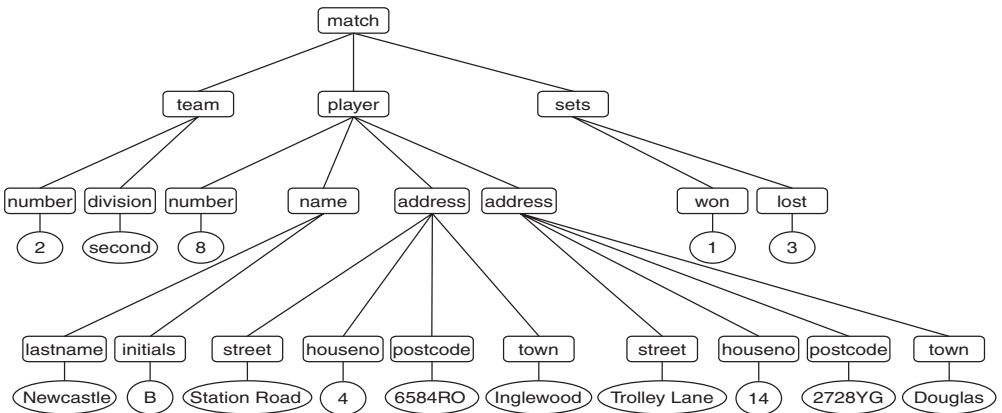 match
team player sets
number division number name address address won lost
2 second 8 1 3
lastname initials street houseno postcode town street houseno postcode town
Newcastle B Station Road 4 6584RO Inglewood Trolley Lane 14 2728YG Douglas